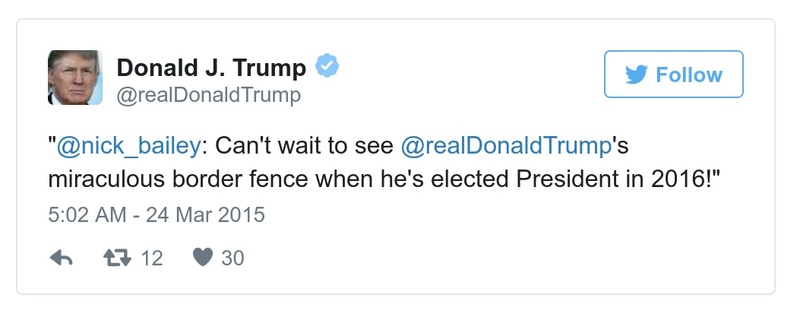 Donald J. Trump
@realDonaldTrump
Follow
"@nick_bailey: Can't wait to see @realDonaldTrump's
miraculous border fence when he's elected President in 2016!"
5:02 AM - 24 Mar 2015
12 30